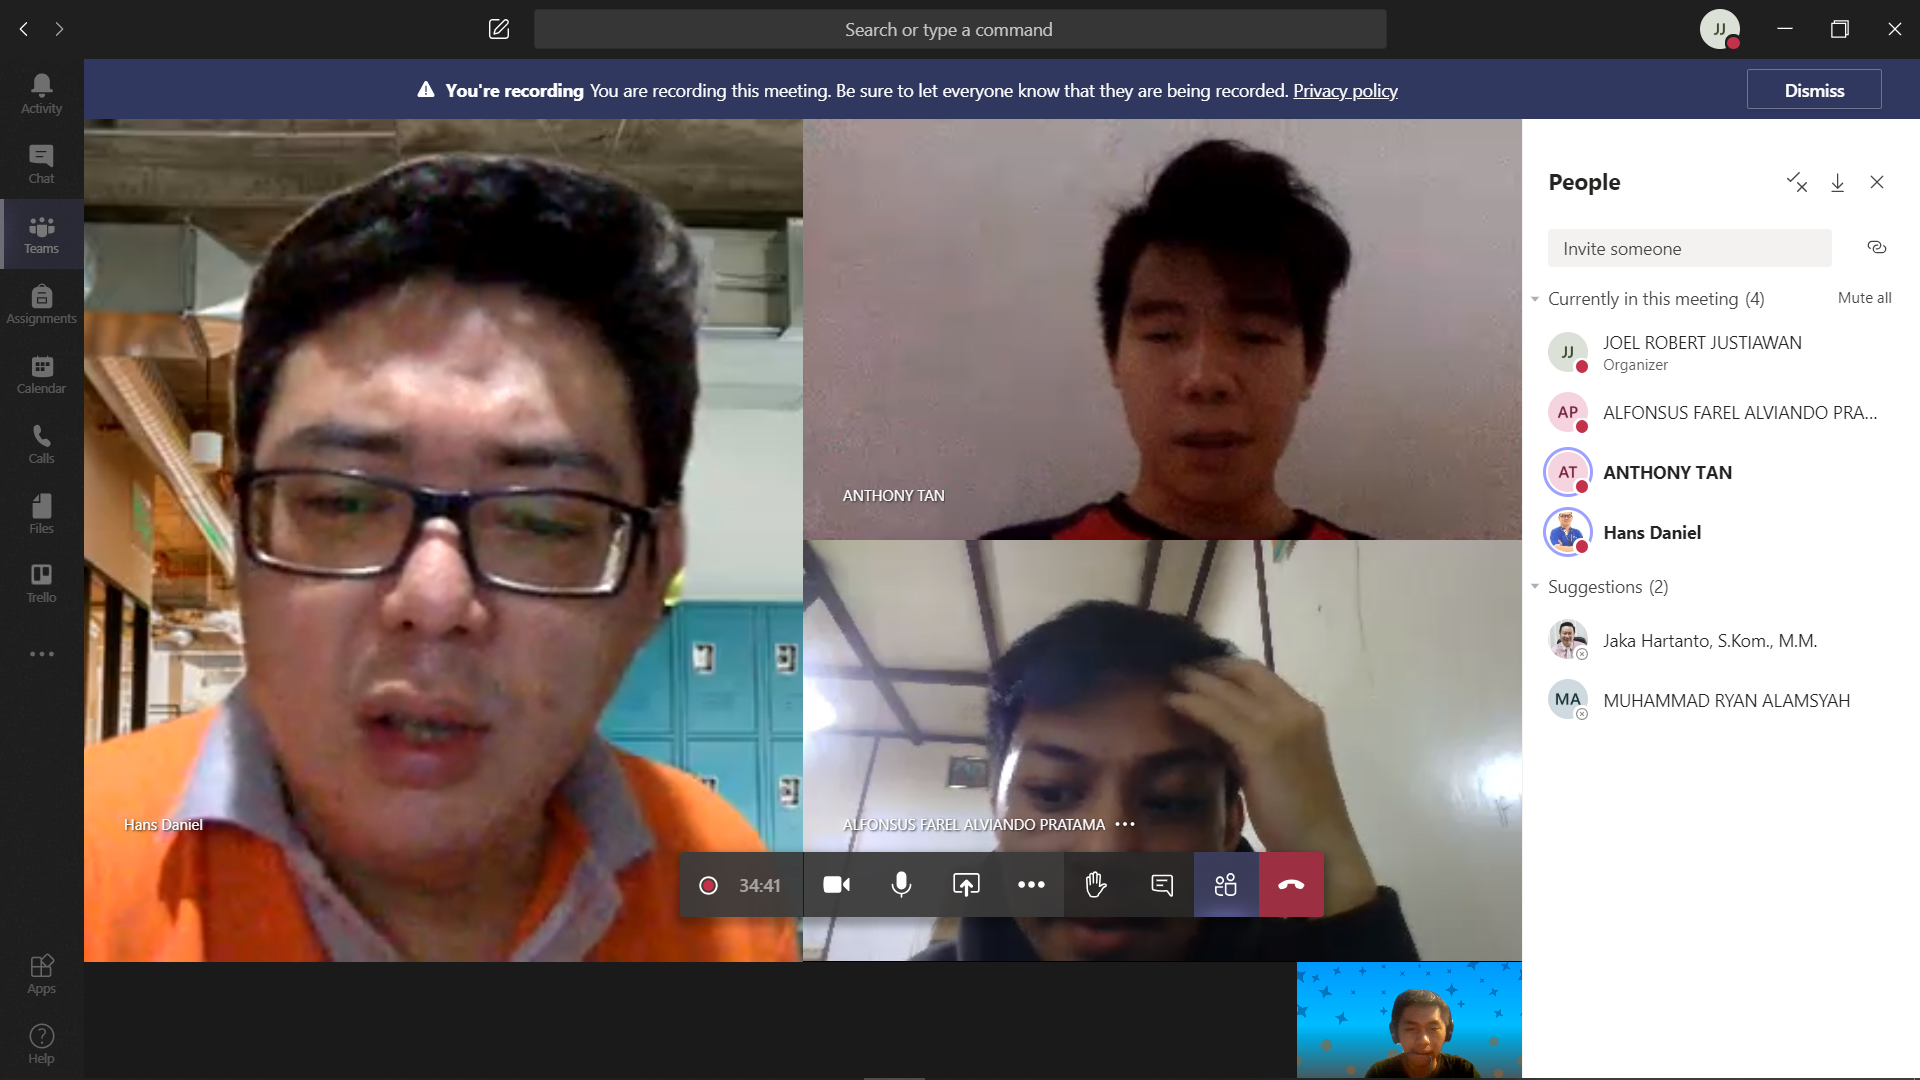 Search or type a command
JJ
You're recording You are recording this meeting. Be sure to let everyone know that they are being recorded. Privacy policy
Dismiss
Activity
Chat
Teams
Assignments
Calendar
Calls
Files
Trello
Apps
Help
Hans Daniel
ANTHONY TAN
ALFONSUS FAREL ALVIANDO PRATAMA
34:41
People
Invite someone
Currently in this meeting (4)
Mute all
JJ
JOEL ROBERT JUSTIAWAN
Organizer
AP
ALFONSUS FAREL ALVIANDO PRA...
AT
ANTHONY TAN
Hans Daniel
Suggestions (2)
Jaka Hartanto, S.Kom., M.M.
MA
MUHAMMAD RYAN ALAMSYAH